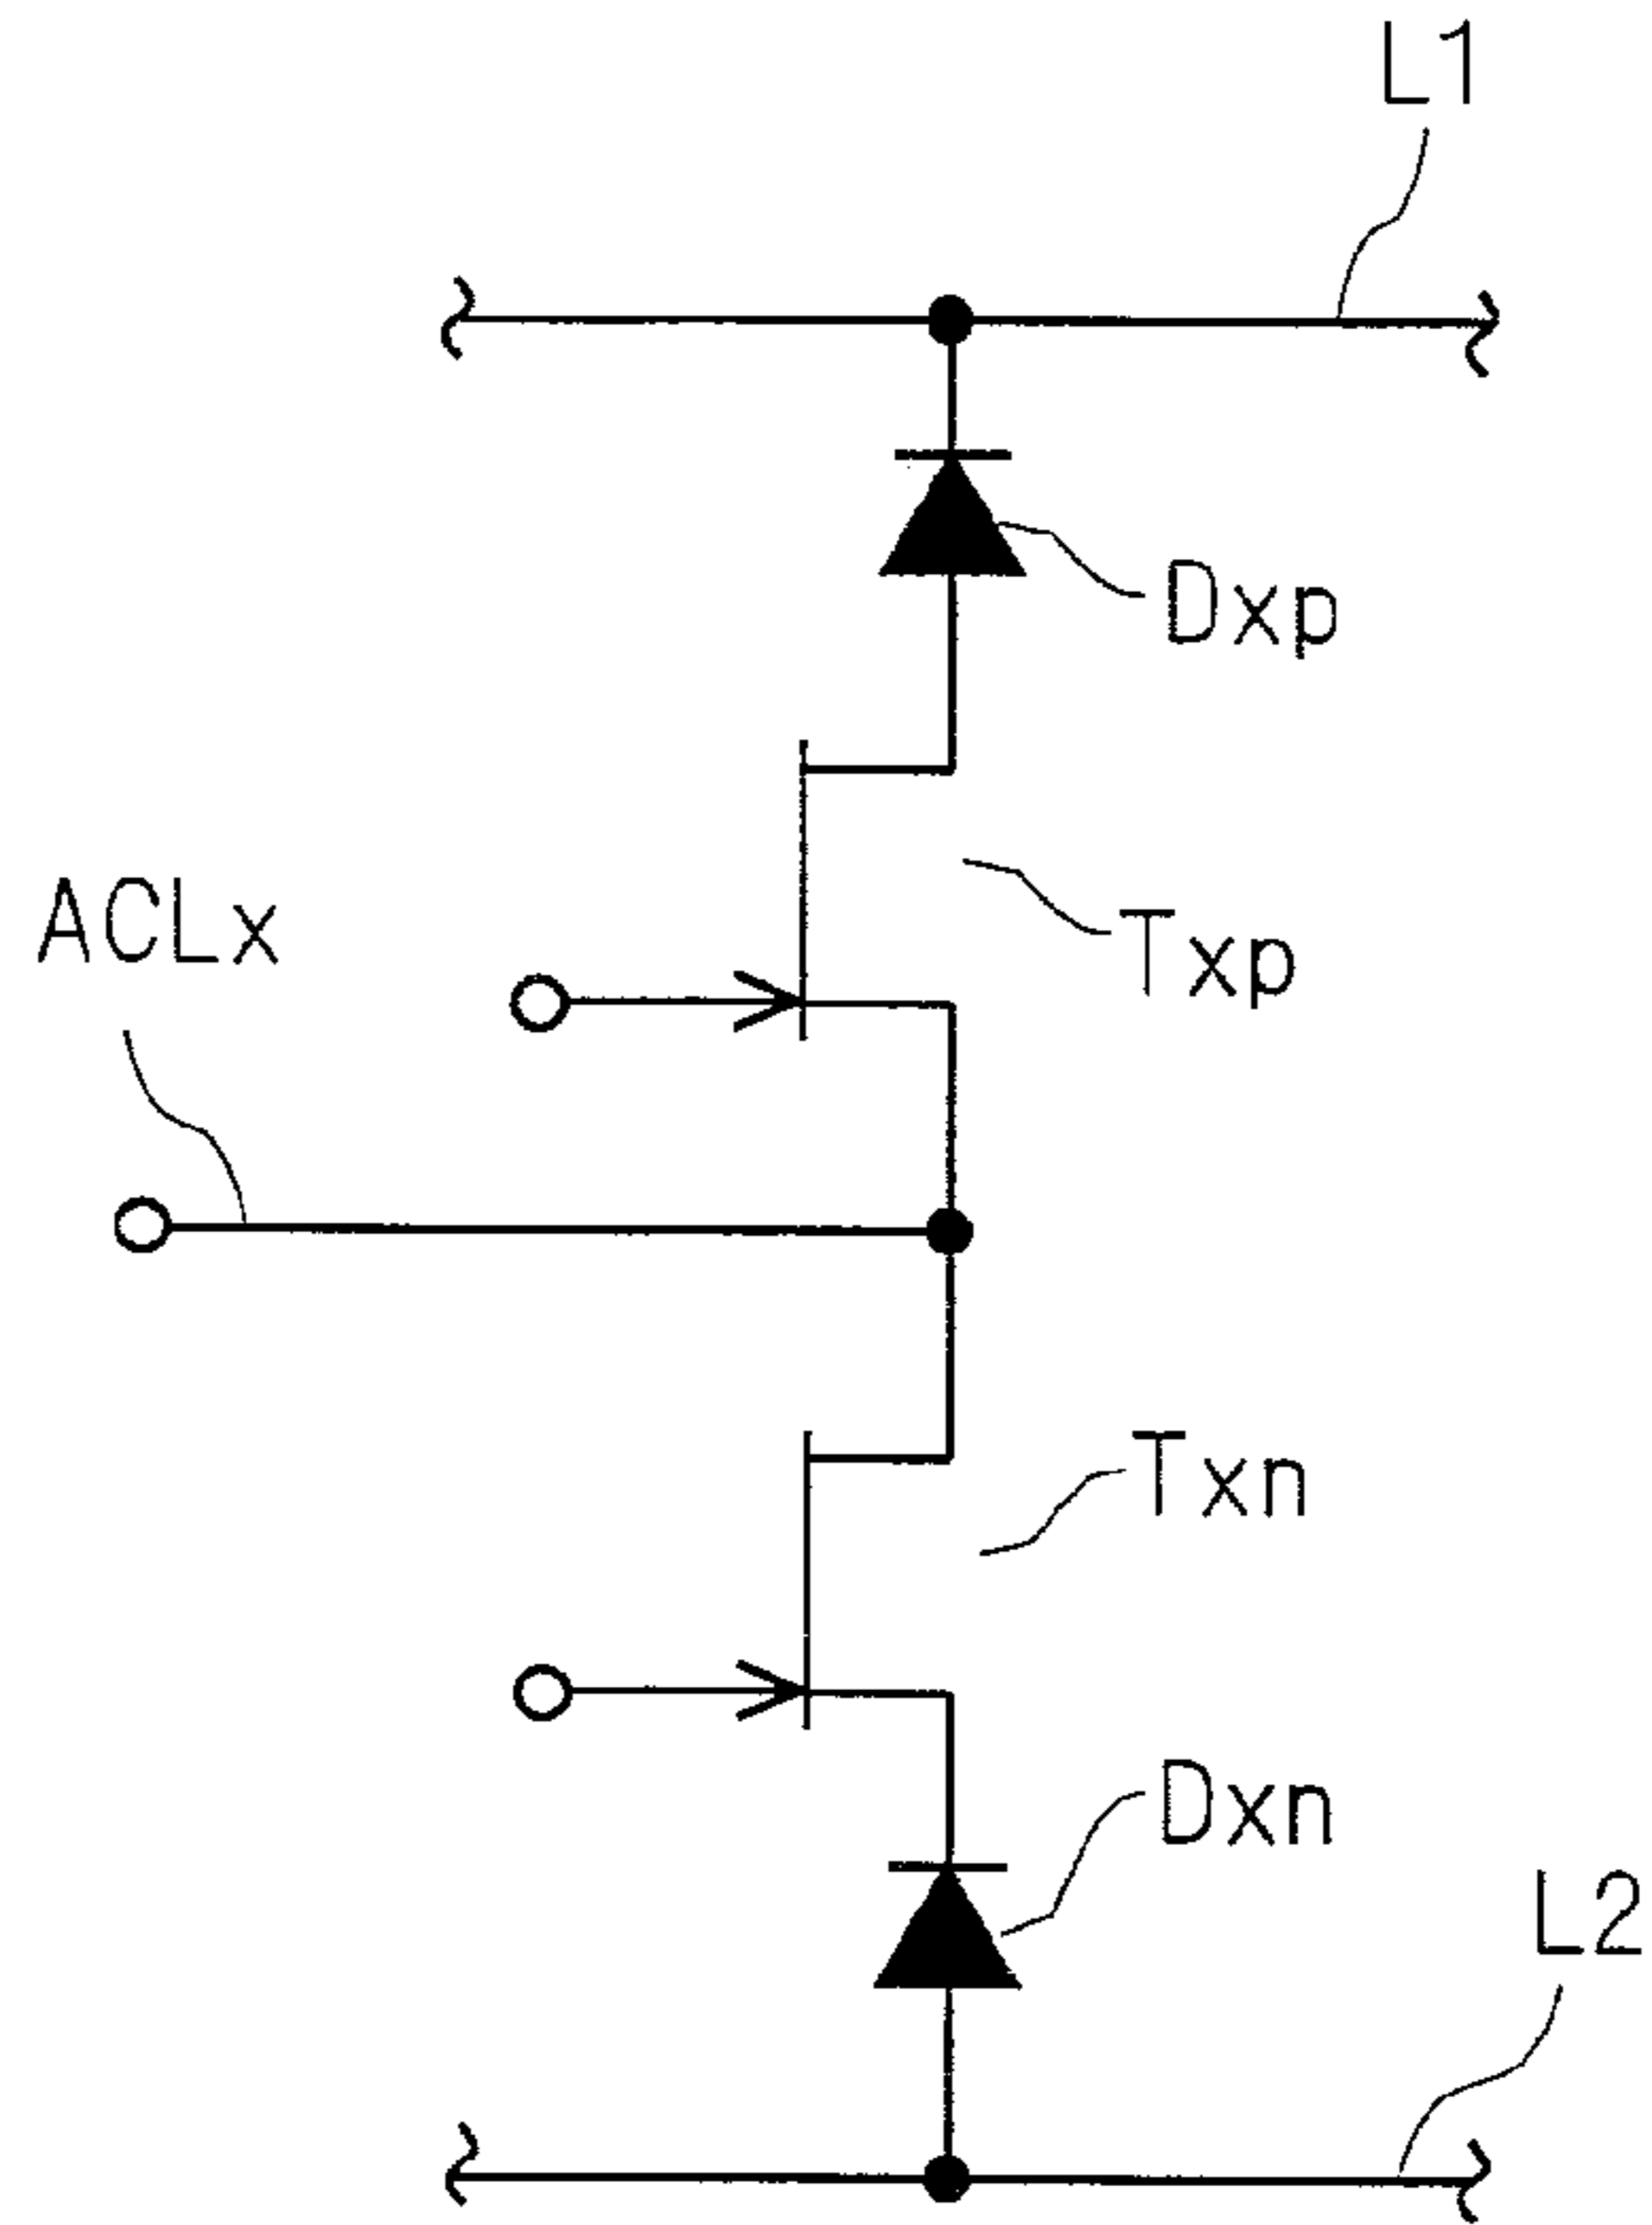 L1
Dxp
ACLx
Txp
Txn
Dxn
L2